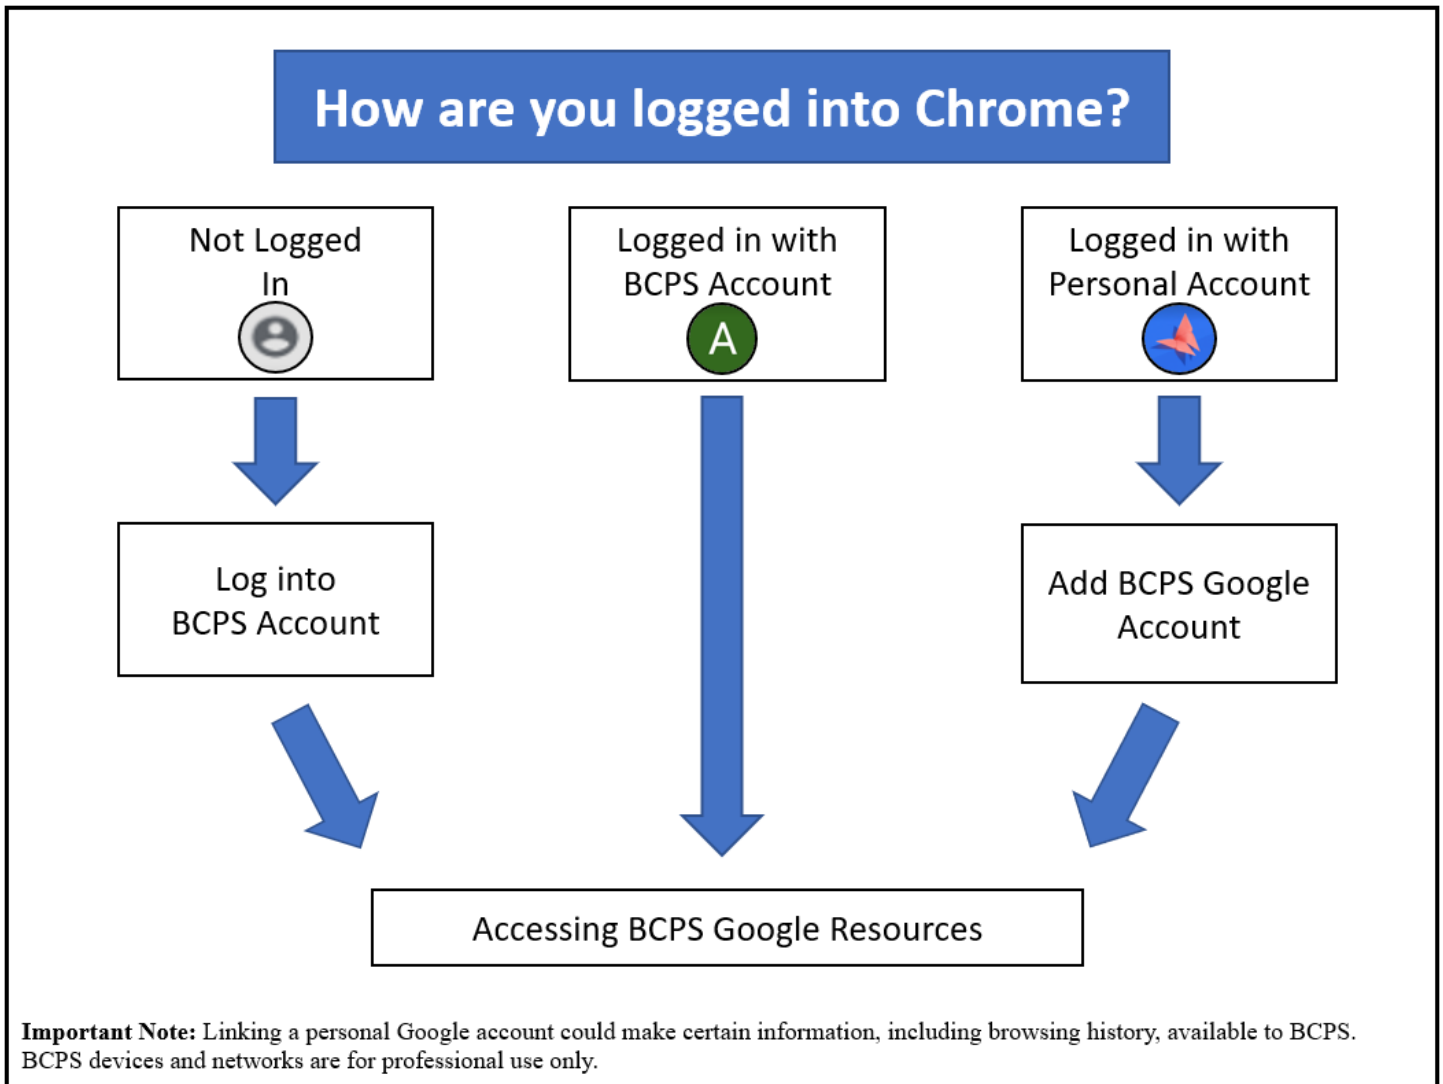 How are you logged into Chrome?
Not Logged
In
Logged in with
BCPS Account
A
Logged in with
Personal Account
Log into
BCPS Account
Add BCPS Google
Account
Accessing BCPS Google Resources
Important Note: Linking a personal Google account could make certain information, including browsing history, available to BCPS.
BCPS devices and networks are for professional use only.